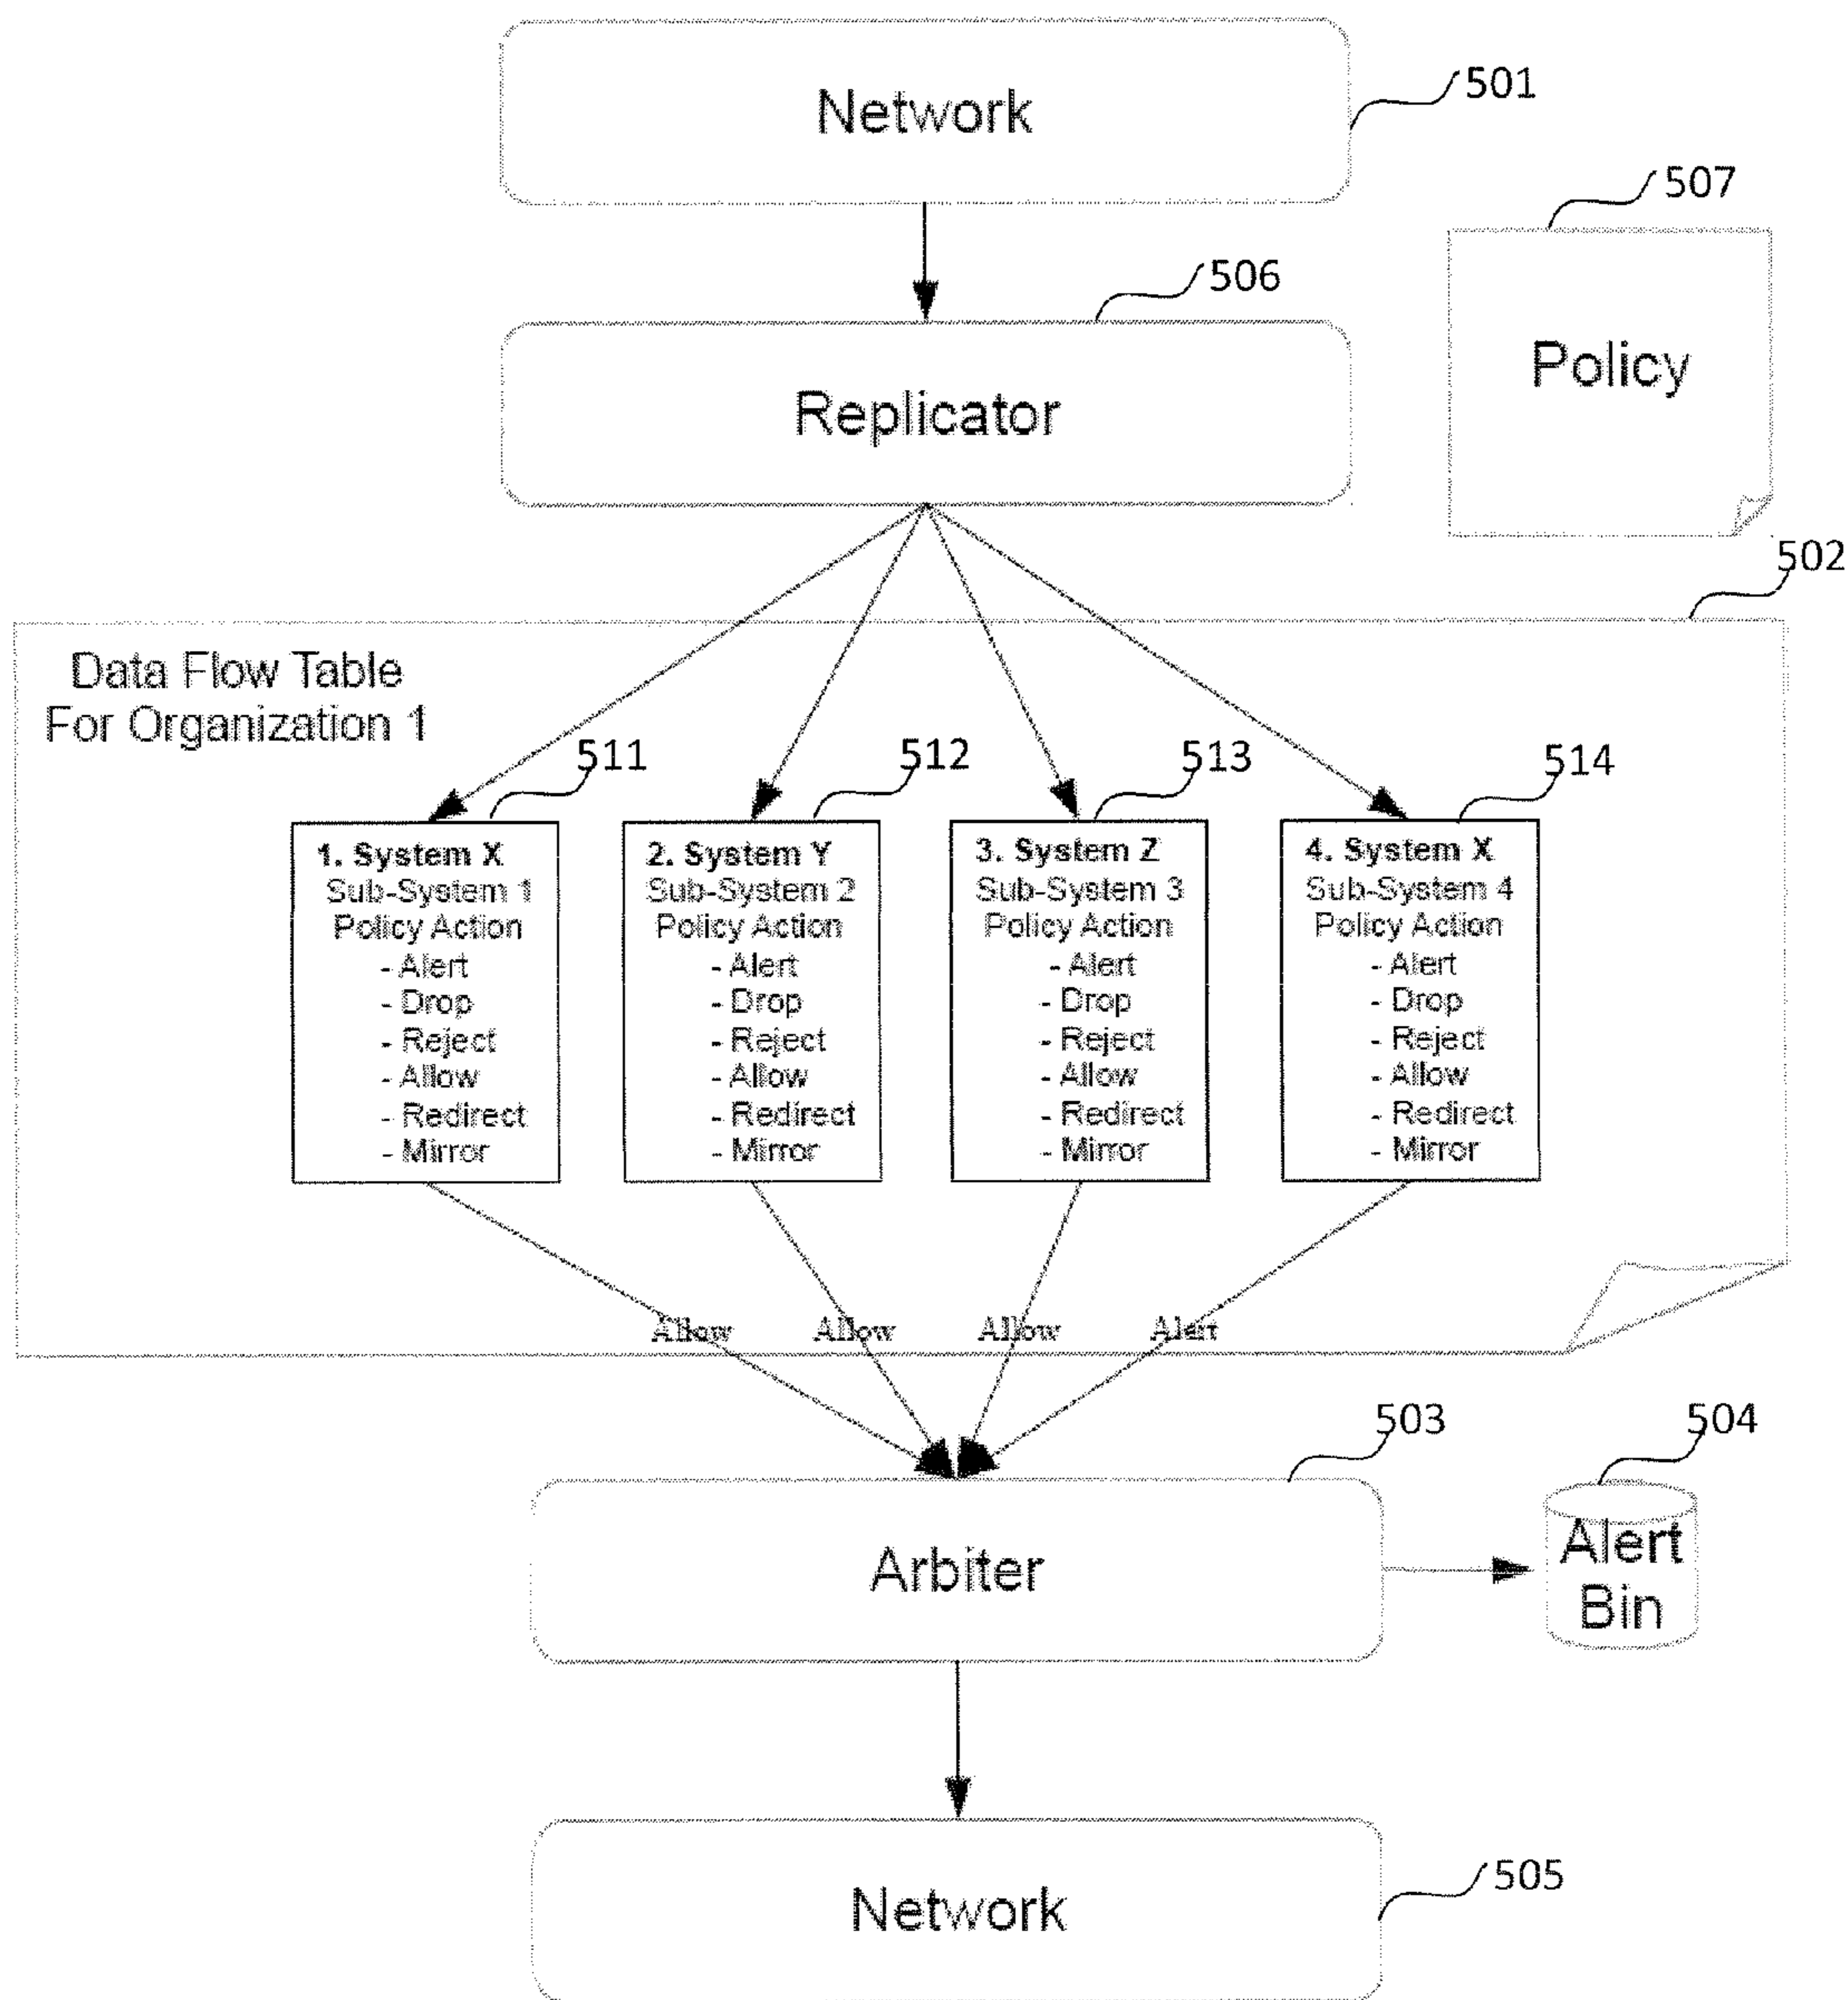 Network
501
507
Policy
506
Replicator
502
Data Flow Table
For Organization 1
511
512
513
514
1. System X
Sub-System 1
Policy Action
- Alert
- Drop
- Reject
- Allow
- Redirect
- Mirror
2. System Y
Sub-System 2
Policy Action
- Alert
- Drop
- Reject
- Allow
- Redirect
- Mirror
3. System Z
Sub-System 3
Policy Action
- Alert
- Drop
- Reject
- Allow
- Redirect
- Mirror
4. System X
Sub-System 4
Policy Action
- Alert
- Drop
- Reject
- Allow
- Redirect
- Mirror
Allow
Allow
Allow
Alert
503
504
Arbiter
Alert
Bin
Network
505